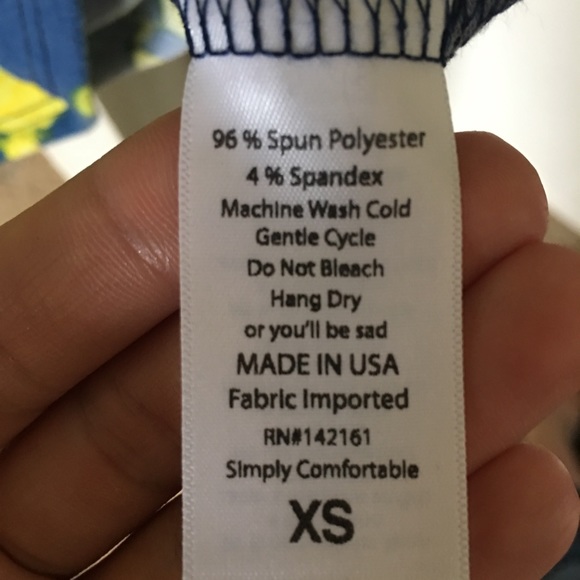 96 % Spun Polyester
4 % Spandex
Machine Wash Cold
Gentle Cycle
Do Not Bleach
Hang Dry
or you'll be sad
MADE IN USA
Fabric Imported
RN#142161
Simply Comfortable
XS